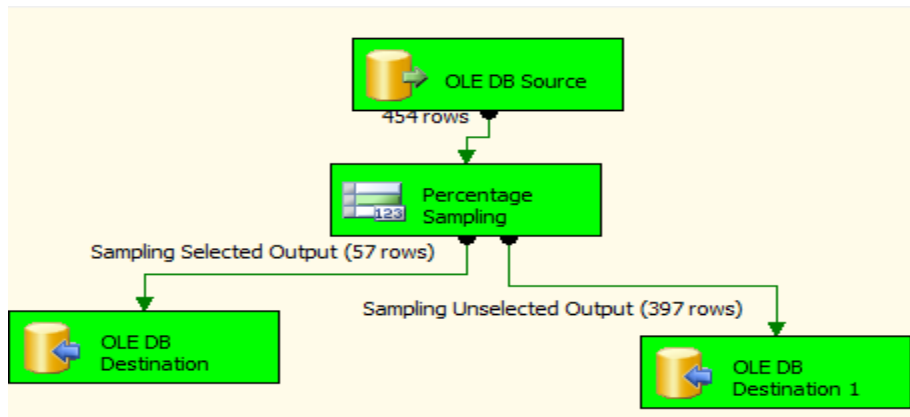 OLE DB Source
454 rows
Percentage
Sampling
123
Sampling Selected Output (57 rows)
Sampling Unselected Output (397 rows)
OLE DB
Destination
OLE DB
Destination 1